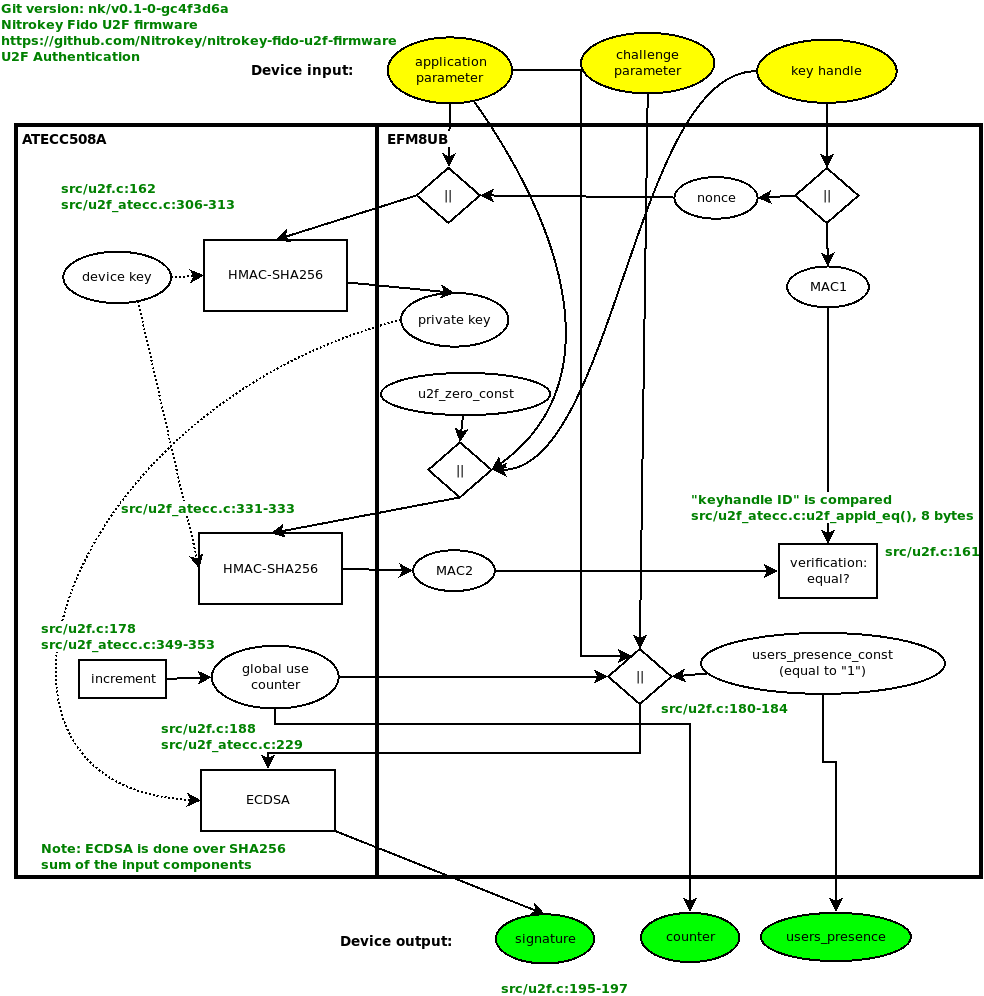 Git version: nk/v0.1-0-gc4f3d6a
Nitrokey Fido U2F firmware
https://github.com/Nitrokey/nitrokey-fido-u2f-firmware
U2F Authentication
Device input:
application
parameter
challenge
parameter
key handle
ATECC508A
EFM8UB
src/u2f.c:162
src/u2f_atecc.c:306-313
||
nonce
||
device key
HMAC-SHA256
MAC1
private key
u2f_zero_const
||
"keyhandle ID" is compared
src/u2f_atecc.c:u2f_appid_eq(), 8 bytes
src/u2f_atecc.c:331-333
HMAC-SHA256
MAC2
verification:
equal?
src/u2f.c:161
src/u2f.c:178
src/u2f_atecc.c:349-353
increment
global use
counter
||
users_presence_const
(equal to "1")
src/u2f.c:180-184
src/u2f.c:188
src/u2f_atecc.c:229
ECDSA
Note: ECDSA is done over SHA256
sum of the input components
Device output:
signature
counter
users_presence
src/u2f.c:195-197